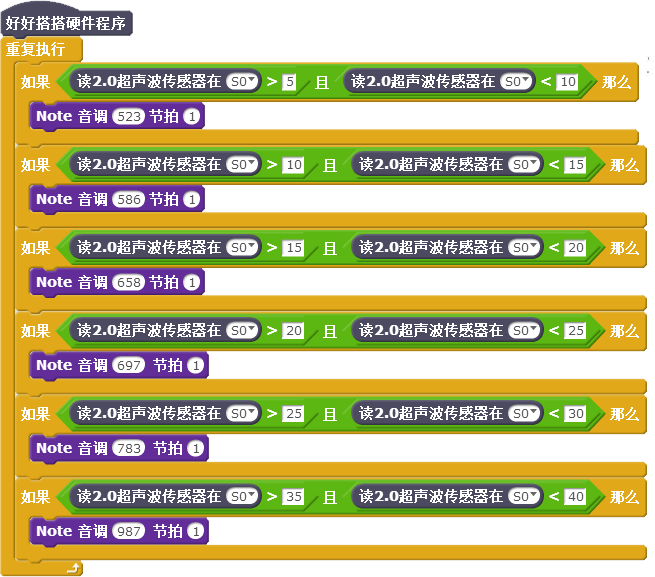 好好搭搭硬件程序
重复执行
如果 读2.0超声波传感器在 S0 > 5 且 读2.0超声波传感器在 S0 < 10 那么
Note 音调 523 节拍 1
如果 读2.0超声波传感器在 S0 > 10 且 读2.0超声波传感器在 S0 < 15 那么
Note 音调 586 节拍 1
如果 读2.0超声波传感器在 S0 > 15 且 读2.0超声波传感器在 S0 < 20 那么
Note 音调 658 节拍 1
如果 读2.0超声波传感器在 S0 > 20 且 读2.0超声波传感器在 S0 < 25 那么
Note 音调 697 节拍 1
如果 读2.0超声波传感器在 S0 > 25 且 读2.0超声波传感器在 S0 < 30 那么
Note 音调 783 节拍 1
如果 读2.0超声波传感器在 S0 > 35 且 读2.0超声波传感器在 S0 < 40 那么
Note 音调 987 节拍 1